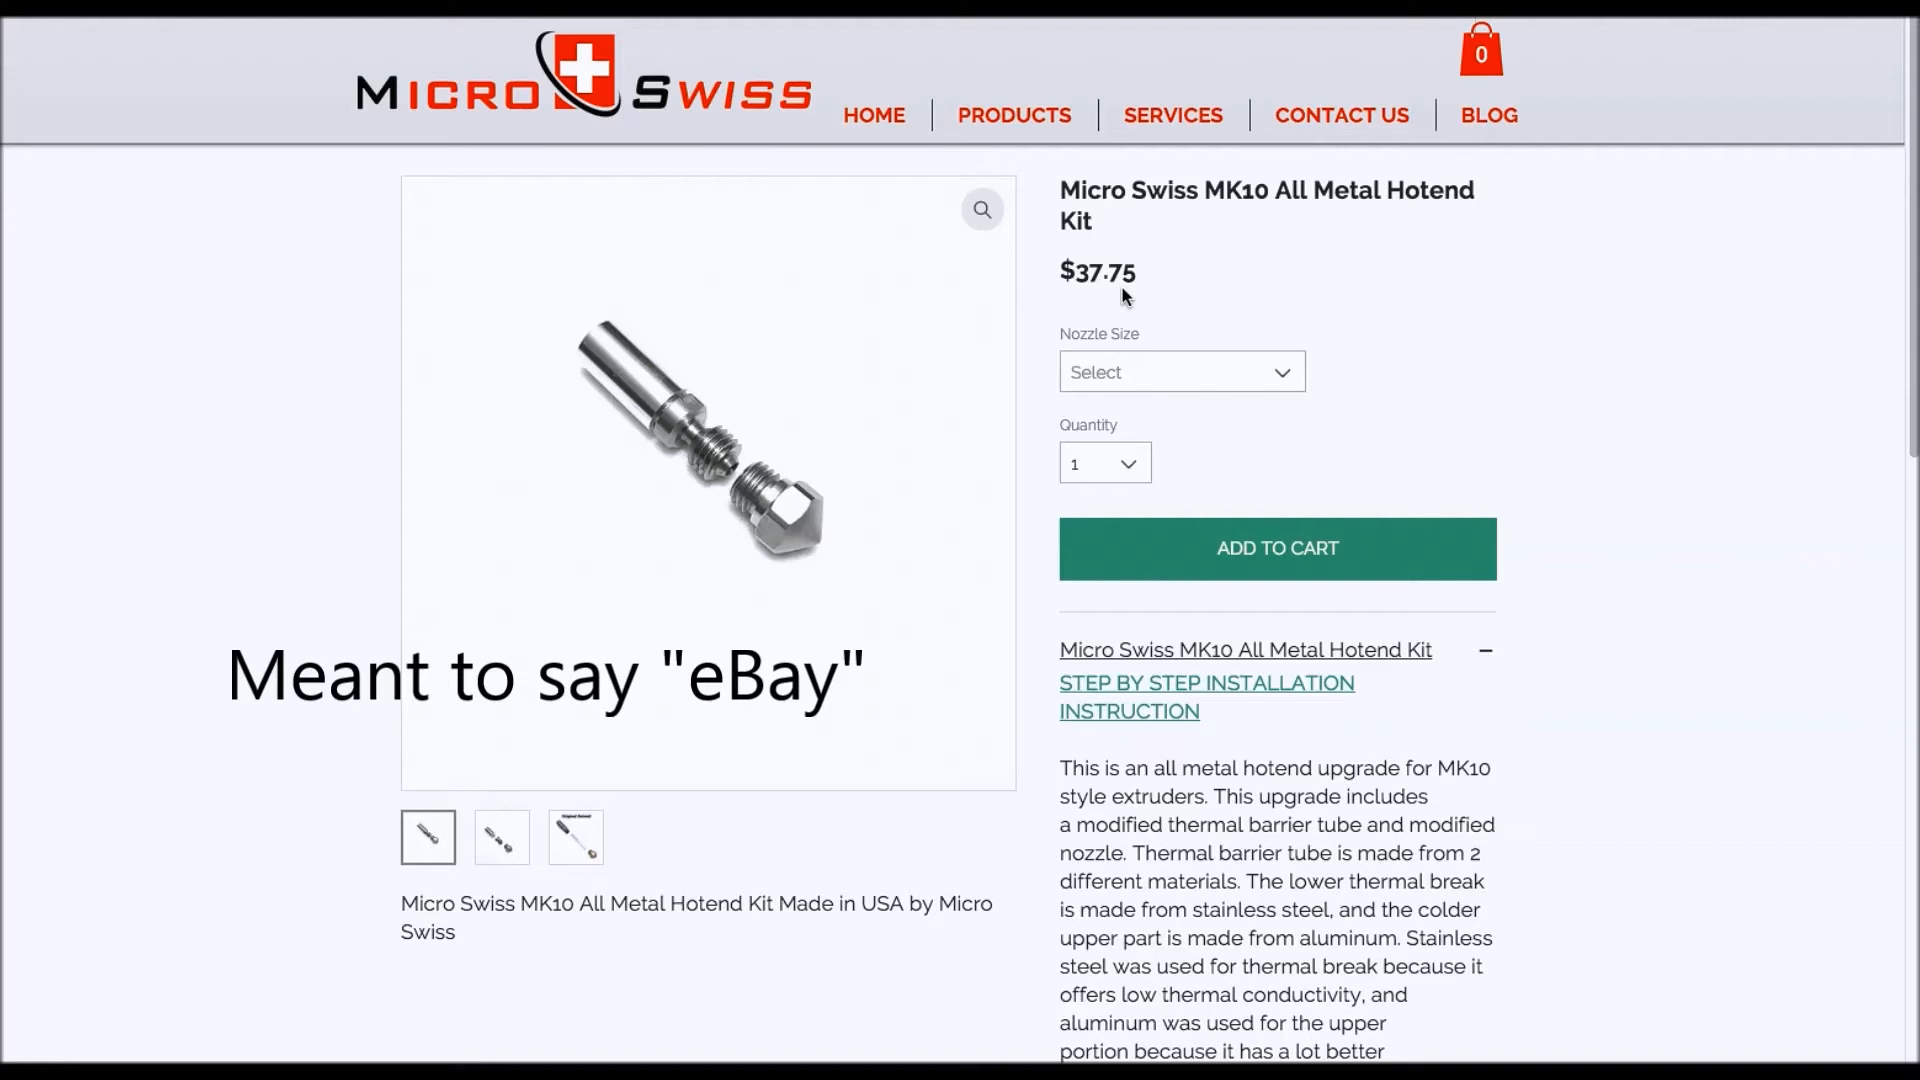 MICRO SWISS
0
HOME
PRODUCTS
SERVICES
CONTACT US
BLOG
Micro Swiss MK10 All Metal Hotend
Kit
$37.75
Nozzle Size
Select
Quantity
1
ADD TO CART
Micro Swiss MK10 All Metal Hotend Kit
STEP BY STEP INSTALLATION
INSTRUCTION
This is an all metal hotend upgrade for MK10
style extruders. This upgrade includes
a modified thermal barrier tube and modified
nozzle. Thermal barrier tube is made from 2
different materials. The lower thermal break
is made from stainless steel, and the colder
upper part is made from aluminum. Stainless
steel was used for thermal break because it
offers low thermal conductivity, and
aluminum was used for the upper
portion because it has a lot better
Meant to say "eBay"
Micro Swiss MK10 All Metal Hotend Kit Made in USA by Micro
Swiss